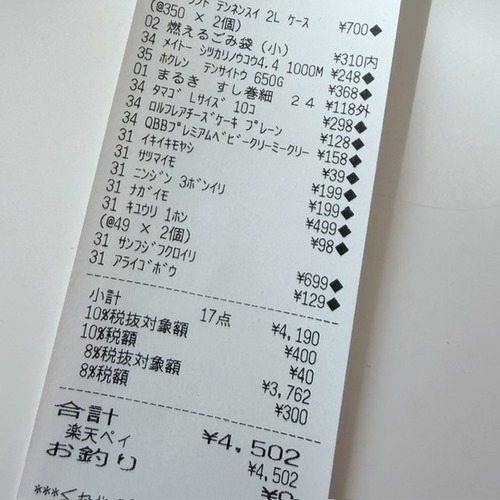 テンネンスイ 2L ケース ¥700◆
(@350 × 2個)
02 燃えるごみ袋(小) ¥310内
34 メイトー シツカリノウコウ4.4 1000M ¥248◆
35 ホクレン テンサイトウ 650G ¥368◆
01 まるき すし巻細 24 ¥118外
34 タマゴ Lサイズ 10コ ¥298◆
34 ロルフレアチーズケーキ プレーン ¥128◆
34 QBBプレミアムベビークリーミークリー ¥158◆
31 イキイキモヤシ ¥39◆
31 サツマイモ ¥199◆
31 ニンジン 3ボンイリ ¥199◆
31 ナガイモ ¥499◆
31 キユウリ 1ホン ¥98◆
(@49 × 2個)
31 サンフジフクロイリ ¥699◆
31 アライゴボウ ¥129◆
小計 17点 ¥4,190
10%税抜対象額 ¥400
10%税額 ¥40
8%税抜対象額 ¥3,762
8%税額 ¥300
合計 ¥4,502
楽天ペイ ¥4,502
お釣り ¥0